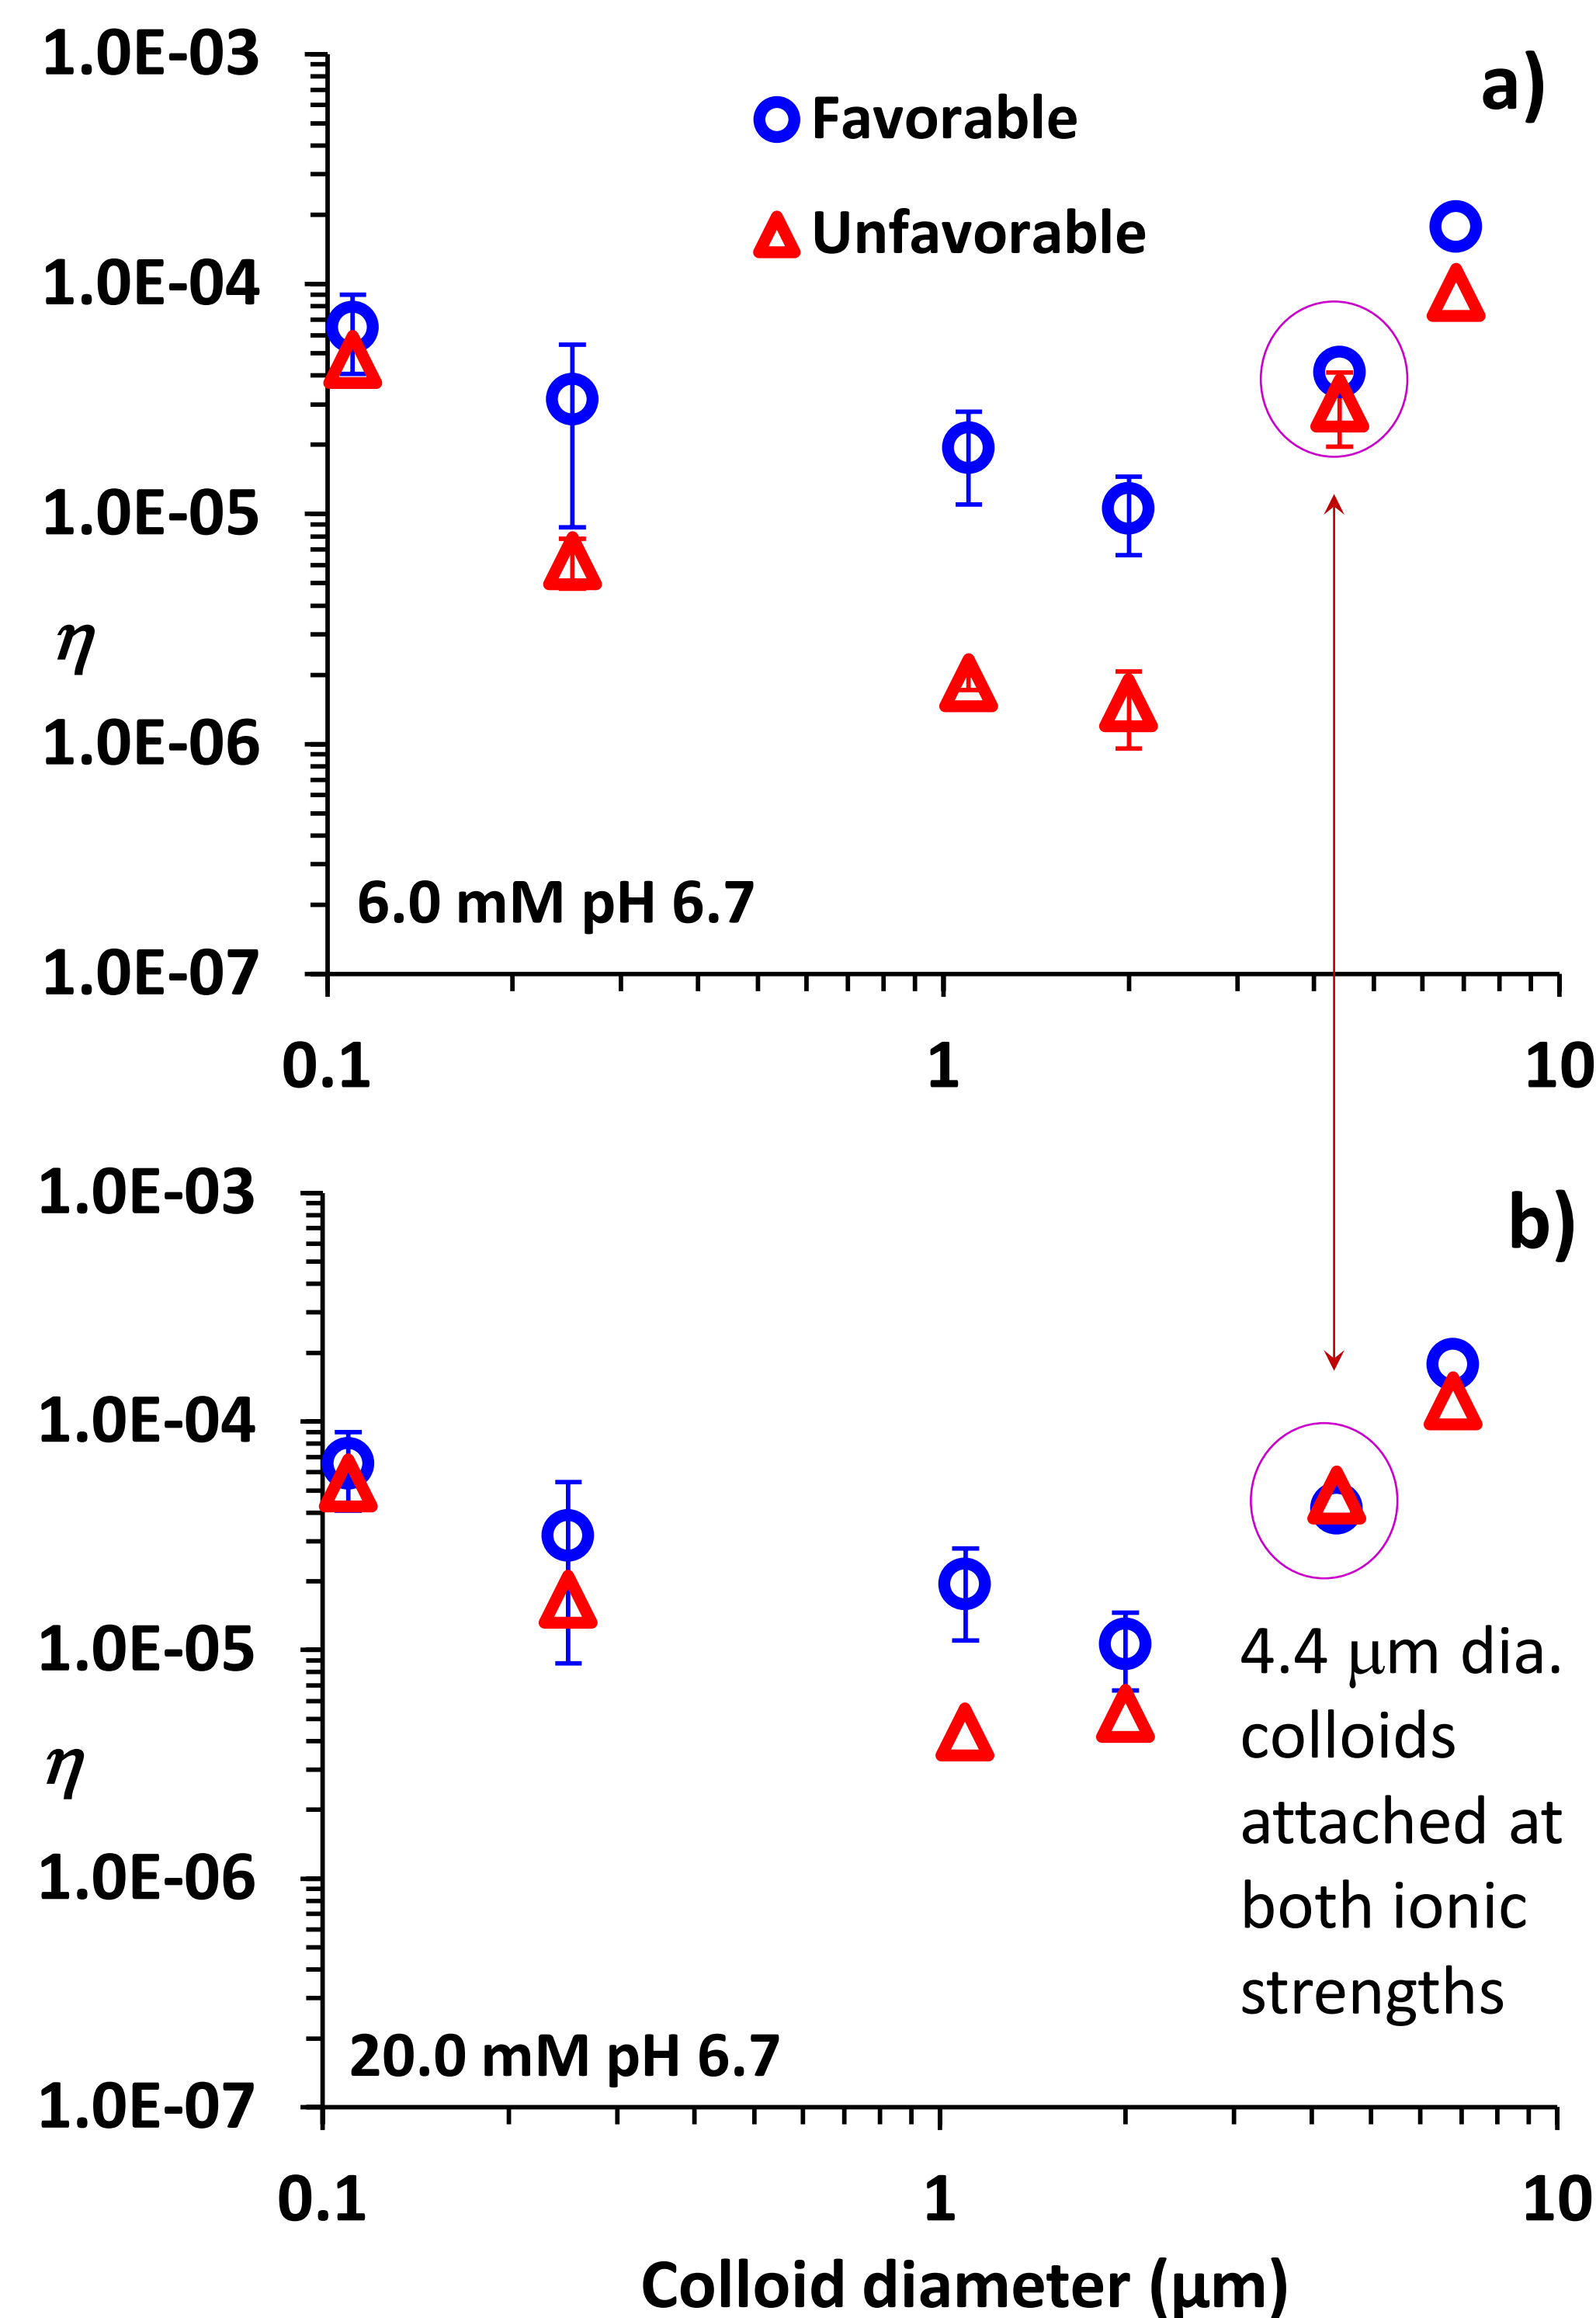 1.0E-03
a)
Favorable
Unfavorable
1.0E-04
1.0E-05
η
1.0E-06
6.0 mM pH 6.7
1.0E-07
0.1 1 10
1.0E-03
b)
1.0E-04
1.0E-05
4.4 μm dia.
colloids
attached at
both ionic
strengths
η
1.0E-06
20.0 mM pH 6.7
1.0E-07
0.1 1 10
Colloid diameter (μm)